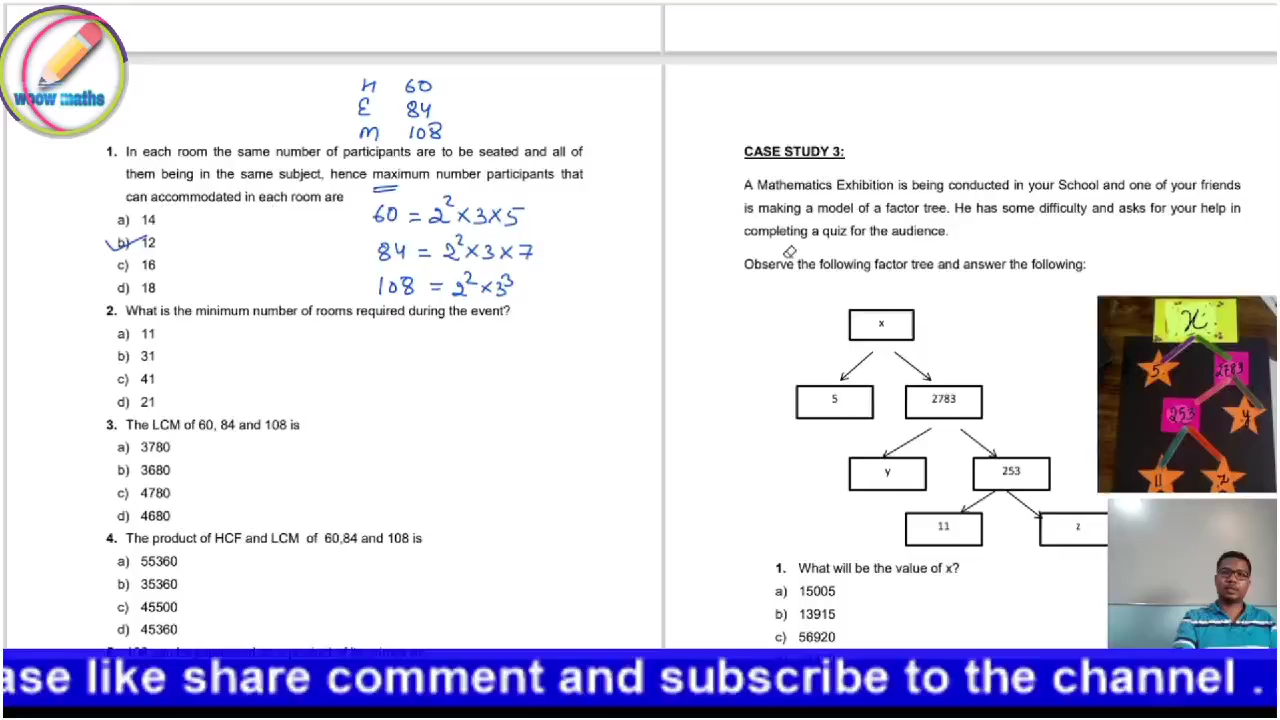 woow maths
H 60
E 84
M 108
1. In each room the same number of participants are to be seated and all of
them being in the same subject, hence maximum number participants that
can accommodated in each room are
a) 14
b) 12
c) 16
d) 18
60 = 2² × 3 × 5
84 = 2² × 3 × 7
108 = 2² × 3³
2. What is the minimum number of rooms required during the event?
a) 11
b) 31
c) 41
d) 21
3. The LCM of 60, 84 and 108 is
a) 3780
b) 3680
c) 4780
d) 4680
4. The product of HCF and LCM of 60,84 and 108 is
a) 55360
b) 35360
c) 45500
d) 45360
CASE STUDY 3:
A Mathematics Exhibition is being conducted in your School and one of your friends
is making a model of a factor tree. He has some difficulty and asks for your help in
completing a quiz for the audience.
Observe the following factor tree and answer the following:
x
5 2783
y 253
11 z
x
5 2783
253 y
11 z
1. What will be the value of x?
a) 15005
b) 13915
c) 56920
ase like share comment and subscribe to the channel .